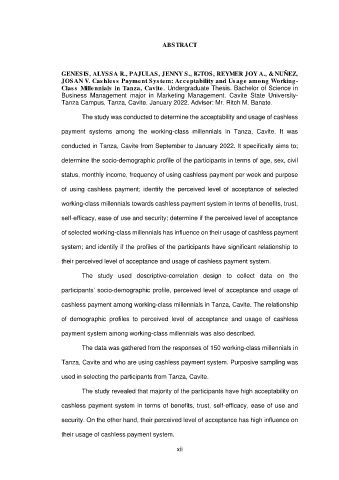 ABSTRACT
GENESIS, ALYSSA R., PAJULAS, JENNY S., IGTOS, REYMER JOY A., & NUÑEZ,
JOSAN V. Cashless Payment System: Acceptability and Usage among Working-
Class Millennials in Tanza, Cavite. Undergraduate Thesis. Bachelor of Science in
Business Management major in Marketing Management. Cavite State University-
Tanza Campus, Tanza, Cavite. January 2022. Adviser: Mr. Ritch M. Banate.
The study was conducted to determine the acceptability and usage of cashless
payment systems among the working-class millennials in Tanza, Cavite. It was
conducted in Tanza, Cavite from September to January 2022. It specifically aims to;
determine the socio-demographic profile of the participants in terms of age, sex, civil
status, monthly income, frequency of using cashless payment per week and purpose
of using cashless payment; identify the perceived level of acceptance of selected
working-class millennials towards cashless payment system in terms of benefits, trust,
self-efficacy, ease of use and security; determine if the perceived level of acceptance
of selected working-class millennials has influence on their usage of cashless payment
system; and identify if the profiles of the participants have significant relationship to
their perceived level of acceptance and usage of cashless payment system.
The study used descriptive-correlation design to collect data on the
participants' socio-demographic profile, perceived level of acceptance and usage of
cashless payment among working-class millennials in Tanza, Cavite. The relationship
of demographic profiles to perceived level of acceptance and usage of cashless
payment system among working-class millennials was also described.
The data was gathered from the responses of 150 working-class millennials in
Tanza, Cavite and who are using cashless payment system. Purposive sampling was
used in selecting the participants from Tanza, Cavite.
The study revealed that majority of the participants have high acceptability on
cashless payment system in terms of benefits, trust, self-efficacy, ease of use and
security. On the other hand, their perceived level of acceptance has high influence on
their usage of cashless payment system.
xii